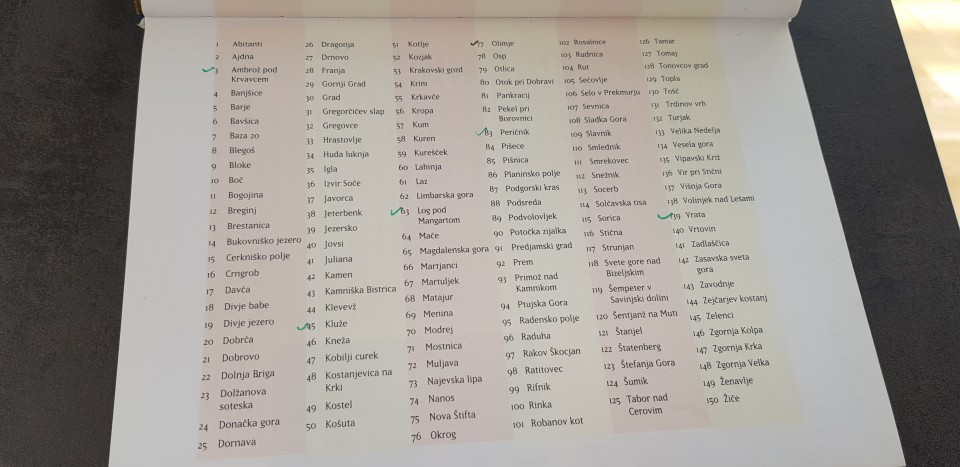 1 Abitanti
2 Ajdna
3 Ambrož pod
Krvavcem
4 Banjšice
5 Barje
6 Bavšica
7 Baza 20
8 Blegoš
9 Bloke
10 Boč
11 Bogojina
12 Breginj
13 Brestanica
14 Bukovniško jezero
15 Cerkniško polje
16 Crngrob
17 Davča
18 Divje babe
19 Divje jezero
20 Dobrča
21 Dobrovo
22 Dolnja Briga
23 Dolžanova
soteska
24 Donačka gora
25 Dornava
26 Dragonja
27 Drnovo
28 Franja
29 Gornji Grad
30 Grad
31 Gregorčičev slap
32 Gregovce
33 Hrastovlje
34 Huda luknja
35 Igla
36 Izvir Soče
37 Javorca
38 Jeterbenk
39 Jezersko
40 Jovsi
41 Juliana
42 Kamen
43 Kamniška Bistrica
44 Klevevž
45 Kluže
46 Kneža
47 Kobilji curek
48 Kostanjevica na
Krki
49 Kostel
50 Košuta
51 Kotlje
52 Kozjak
53 Krakovski gozd
54 Krim
55 Krkavče
56 Kropa
57 Kum
58 Kuren
59 Kurešček
60 Lahinja
61 Laz
62 Limbarska gora
63 Log pod
Mangartom
64 Mače
65 Magdalenska gora
66 Martjanci
67 Martuljek
68 Matajur
69 Menina
70 Modrej
71 Mostnica
72 Muljava
73 Najevska lipa
74 Nanos
75 Nova Štifta
76 Okrog
77 Olimje
78 Osp
79 Otlica
80 Otok pri Dobravi
81 Pankracij
82 Pekel pri
Borovnici
83 Peričnik
84 Pišece
85 Pišnica
86 Planinsko polje
87 Podgorski kras
88 Podsreda
89 Podvolovljek
90 Potočka zijalka
91 Predjamski grad
92 Prem
93 Primož nad
Kamnikom
94 Ptujska Gora
95 Radensko polje
96 Raduha
97 Rakov Škocjan
98 Ratitovec
99 Rifnik
100 Rinka
101 Robanov kot
102 Rosalnice
103 Rudnica
104 Rut
105 Sečovlje
106 Selo v Prekmurju
107 Sevnica
108 Sladka Gora
109 Slavnik
110 Smlednik
111 Smrekovec
112 Snežnik
113 Socerb
114 Solčavska tisa
115 Sorica
116 Stična
117 Strunjan
118 Svete gore nad
Bizeljskim
119 Šempeter v
Savinjski dolini
120 Šentjanž na Muti
121 Štanjel
122 Štatenberg
123 Štefanja Gora
124 Šumik
125 Tabor nad
Cerovim
126 Tamar
127 Tomaj
128 Tonovcov grad
129 Topla
130 Tošč
131 Trdinov vrh
132 Turjak
133 Velika Nedelja
134 Vesela gora
135 Vipavski Križ
136 Vir pri Stični
137 Višnja Gora
138 Volinjek nad Lešami
139 Vrata
140 Vrtovin
141 Zadlaščica
142 Zasavska sveta
gora
143 Zavodnje
144 Zejčarjev kostanj
145 Zelenci
146 Zgornja Kolpa
147 Zgornja Krka
148 Zgornja Velka
149 Ženavlje
150 Žiče